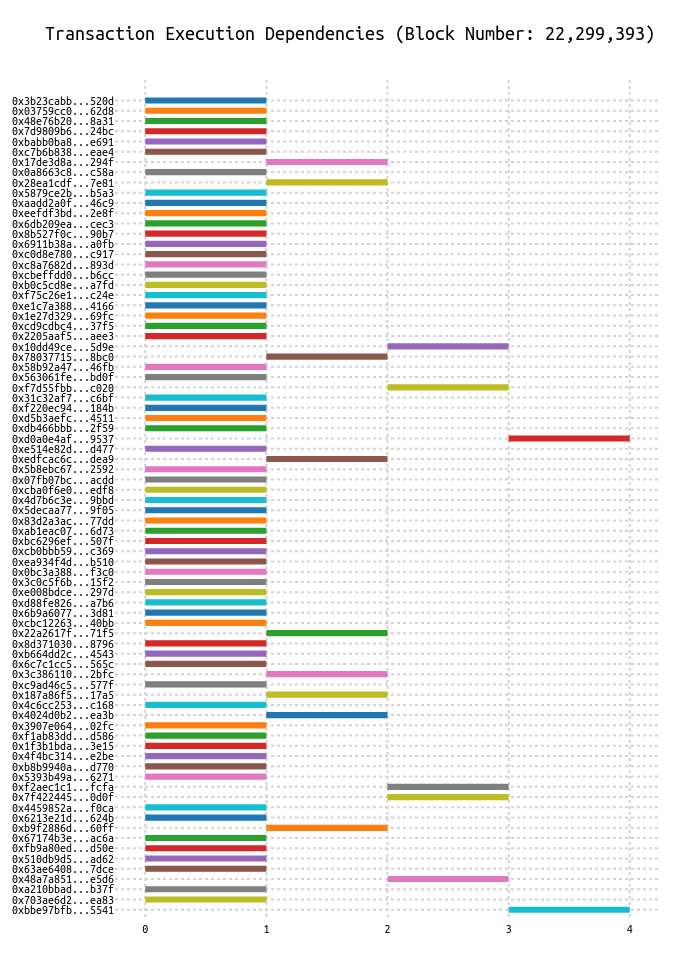 Transaction Execution Dependencies (Block Number: 22,299,393)
0x3b23cabb...520d
0x03759cc0...62d8
0x48e76b20...8a31
0x7d9809b6...24bc
0xbabb0ba8...e691
0xc7b6b838...eae4
0x17de3d8a...294f
0x0a8663c8...c58a
0x28ea1cdf...7e81
0x5879ce2b...b5a3
0xaadd2a0f...46c9
0xeefdf3bd...2e8f
0x6db209ea...cec3
0x8b527f0c...90b7
0x6911b38a...a0fb
0xc0d8e780...c917
0xc8a7682d...893d
0xcbeffdd0...b6cc
0xb0c5cd8e...a7fd
0xf75c26e1...c24e
0xe1c7a388...4166
0x1e27d329...69fc
0xcd9cdbc4...37f5
0x2205aaf5...aee3
0x10dd49ce...5d9e
0x78037715...8bc0
0x58b92a47...46fb
0x563061fe...bd0f
0xf7d55fbb...c020
0x31c32af7...c6bf
0xf220ec94...184b
0xd5b3aefc...4511
0xdb466bbb...2f59
0xd0a0e4af...9537
0xe514e82d...d477
0xedfcac6c...dea9
0x5b8ebc67...2592
0x07fb07bc...acdd
0xcba0f6e0...edf8
0x4d7b6c3e...9bbd
0x5decaa77...9f05
0x83d2a3ac...77dd
0xab1eac07...6d73
0xbc6296ef...507f
0xcb0bbb59...c369
0xea934f4d...b510
0x0bc3a388...f3c0
0x3c0c5f6b...15f2
0xe008bdce...297d
0xd88fe826...a7b6
0x6b9a6077...3d81
0xcbc12263...40bb
0x22a2617f...71f5
0x8d371030...8796
0xb664dd2c...4543
0x6c7c1cc5...565c
0x3c386110...2bfc
0xc9ad46c5...577f
0x187a86f5...17a5
0x4c6cc253...c168
0x4024d0b2...ea3b
0x3907e064...02fc
0xf1ab83dd...d586
0x1f3b1bda...3e15
0x4f4bc314...e2be
0xb8b9940a...d770
0x5393b49a...6271
0xf2aec1c1...fcfa
0x7f422445...0d0f
0x4459852a...f0ca
0x6213e21d...624b
0xb9f2886d...60ff
0x67174b3e...ac6a
0xfb9a80ed...d50e
0x510db9d5...ad62
0x63ae6408...7dce
0x48a7a851...e5d6
0xa210bbad...b37f
0x703ae6d2...ea83
0xbbe97bfb...5541
0 1 2 3 4